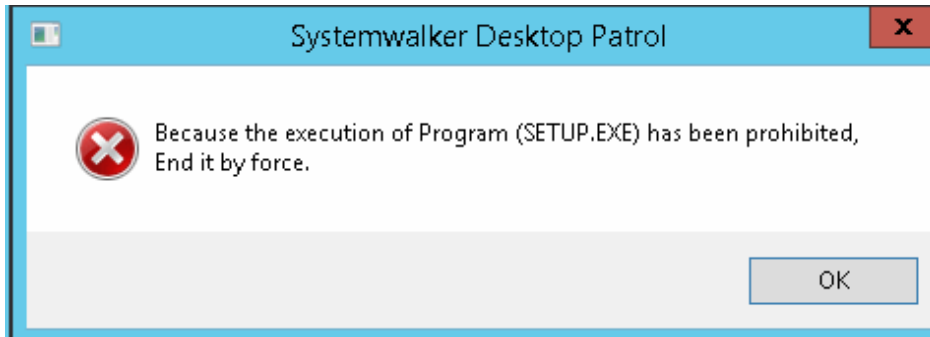 Systemwalker Desktop Patrol
x
Because the execution of Program (SETUP.EXE) has been prohibited,
End it by force.
OK